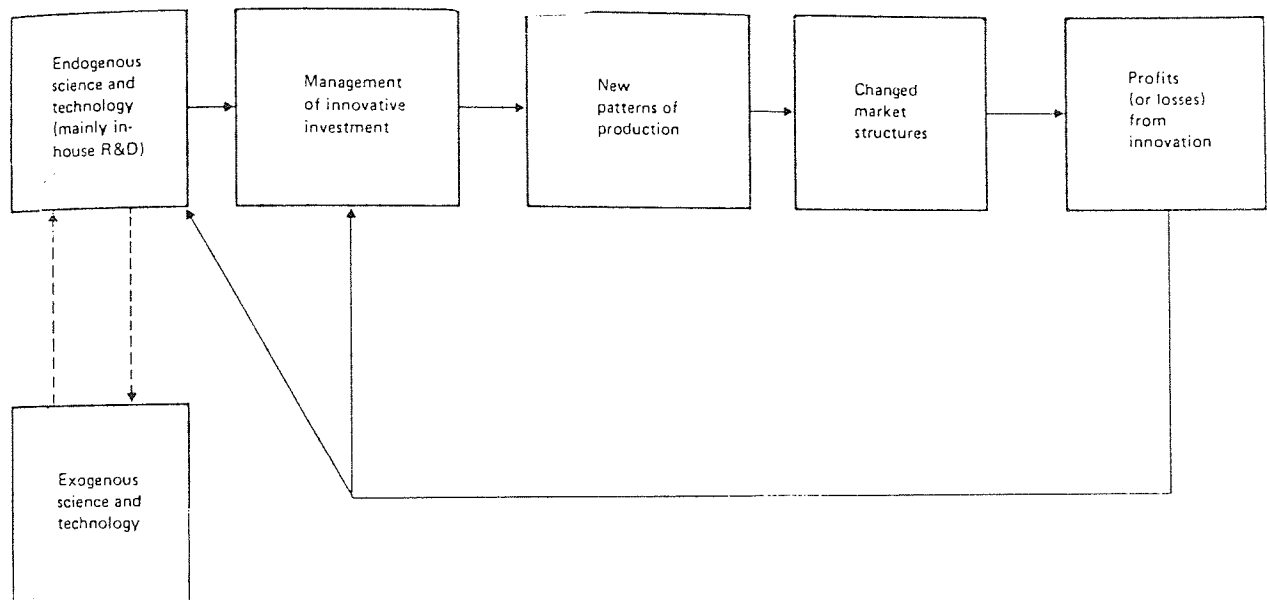 Endogenous
science and
technology
(mainly in-
house R&D)
Management
of innovative
investment
New
patterns of
production
Changed
market
structures
Profits
(or losses)
from
innovation
Exogenous
science and
technology